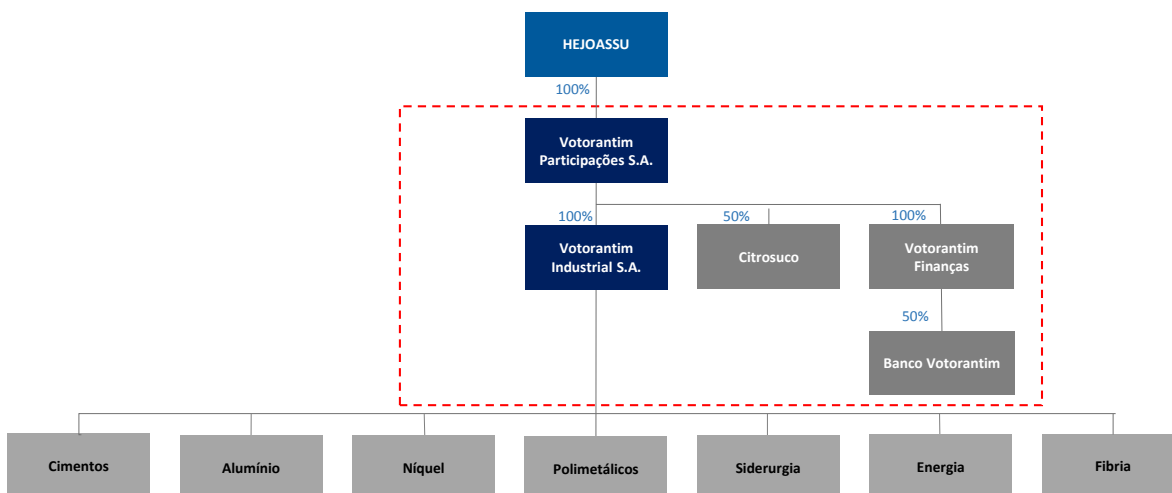 HEJOASSU
100%
Votorantim
Participações S.A.
100%
50%
100%
Votorantim
Industrial S.A.
Citrosuco
Votorantim
Finanças
50%
Banco Votorantim
Cimentos
Alumínio
Níquel
Polimetálicos
Siderurgia
Energia
Fibria